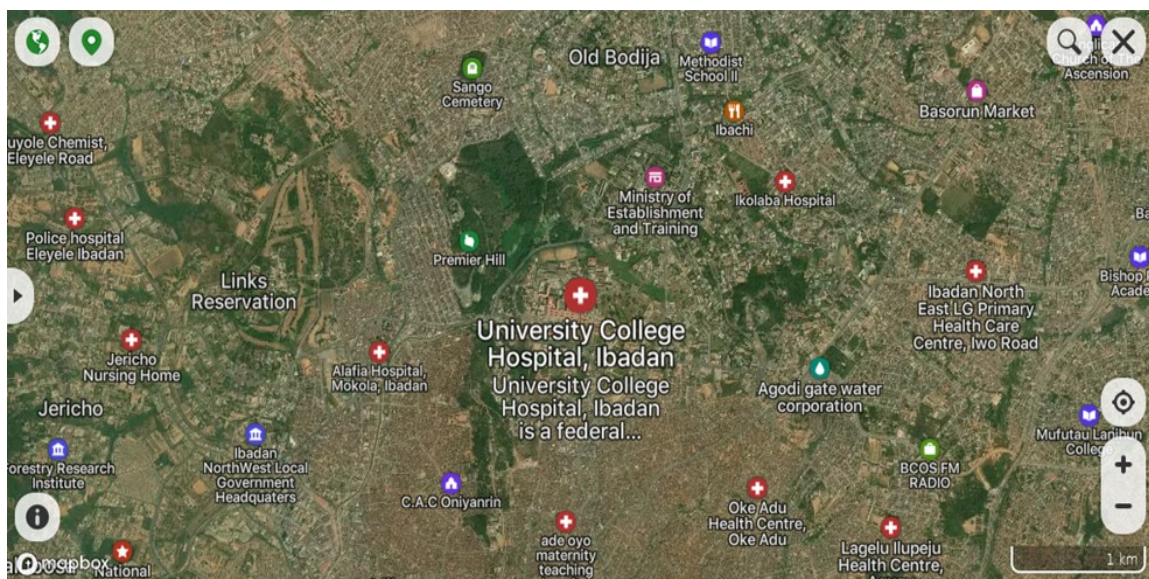 Old Bodija
Methodist
School II
Church of The
Ascension
Sango
Cemetery
Basorun Market
Ibachi
uyole Chemist,
Eleyele Road
Ministry of
Establishment
and Training
Ikolaba Hospital
Police hospital
Eleyele Ibadan
Premier Hill
Links
Reservation
Ibadan North
East LG Primary
Health Care
Centre, Iwo Road
University College
Hospital, Ibadan
University College
Hospital, Ibadan
is a federal...
Jericho
Nursing Home
Alafia Hospital,
Mokola, Ibadan
Agodi gate water
corporation
Jericho
Mufutau Lanihun
College
Forestry Research
Institute
Ibadan
NorthWest Local
Government
Headquaters
BCOS FM
RADIO
C.A.C Oniyanrin
Oke Adu
Health Centre,
Oke Adu
ade oyo
maternity
teaching
Lagelu Ilupeju
Health Centre,
mapbox
National
1 km